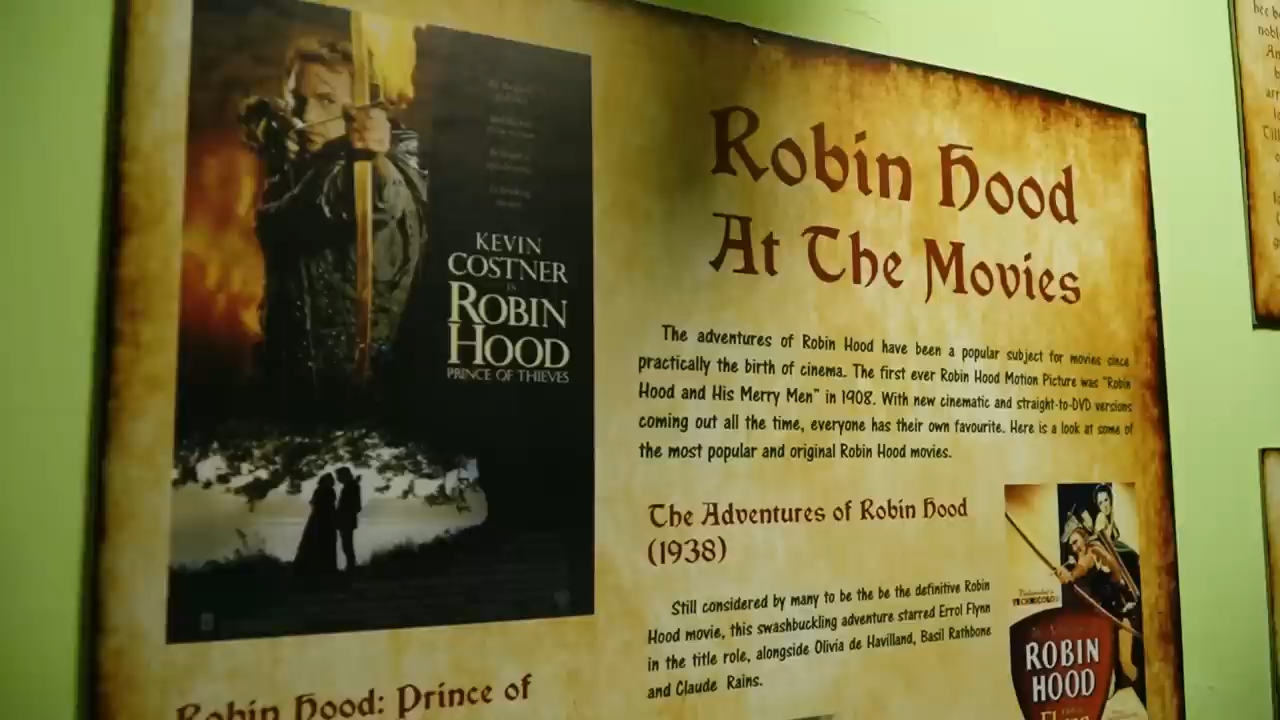 KEVIN
COSTNER
IS
ROBIN
HOOD
PRINCE OF THIEVES
Robin Hood: Prince of
Robin Hood
At The Movies
The adventures of Robin Hood have been a popular subject for movies since
practically the birth of cinema. The first ever Robin Hood Motion Picture was "Robin
Hood and His Merry Men" in 1908. With new cinematic and straight-to-DVD versions
coming out all the time, everyone has their own favourite. Here is a look at some of
the most popular and original Robin Hood movies.
The Adventures of Robin Hood
(1938)
Still considered by many to be the be the definitive Robin
Hood movie, this swashbuckling adventure starred Errol Flynn
in the title role, alongside Olivia de Havilland, Basil Rathbone
and Claude Rains.
TECHNICOLOR
ROBIN
HOOD